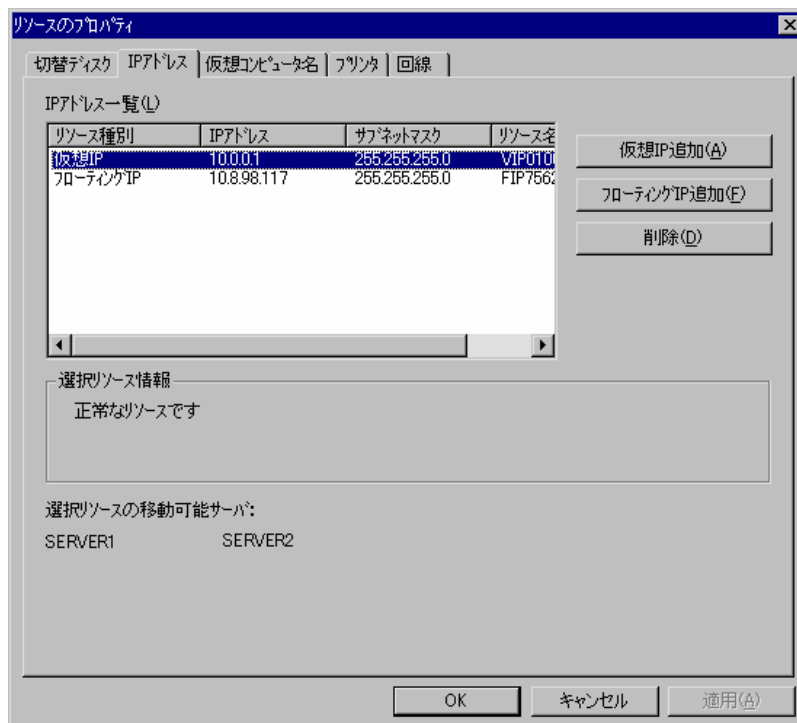 リソースのプロパティ
切替ディスク IPアドレス 仮想コンピュータ名 プリンタ 回線
IPアドレス一覧(L)
リソース種別 IPアドレス サブネットマスク リソース名
仮想IP 10.0.0.1 255.255.255.0 VIP010
フローティングIP 10.8.98.117 255.255.255.0 FIP7562
仮想IP追加(A)
フローティングIP追加(F)
削除(D)
選択リソース情報
正常なリソースです
選択リソースの移動可能サーバ:
SERVER1 SERVER2
OK キャンセル 適用(A)